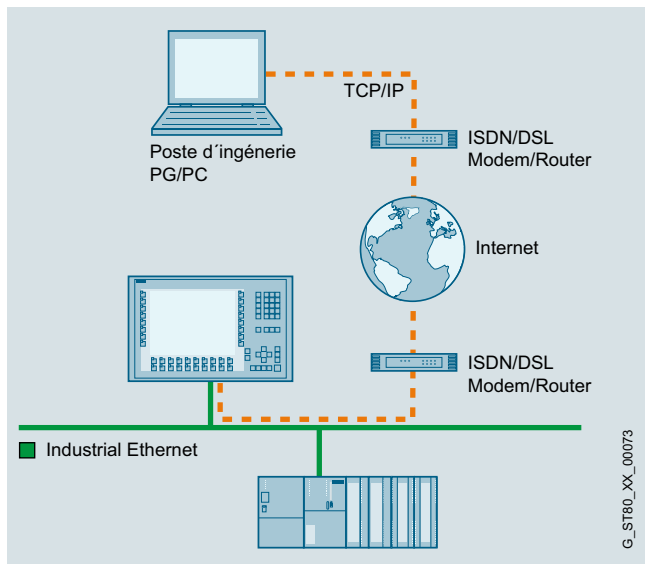 TCP/IP
Poste d´ingénerie
PG/PC
ISDN/DSL
Modem/Router
Internet
ISDN/DSL
Modem/Router
Industrial Ethernet
G_ST80_XX_00073